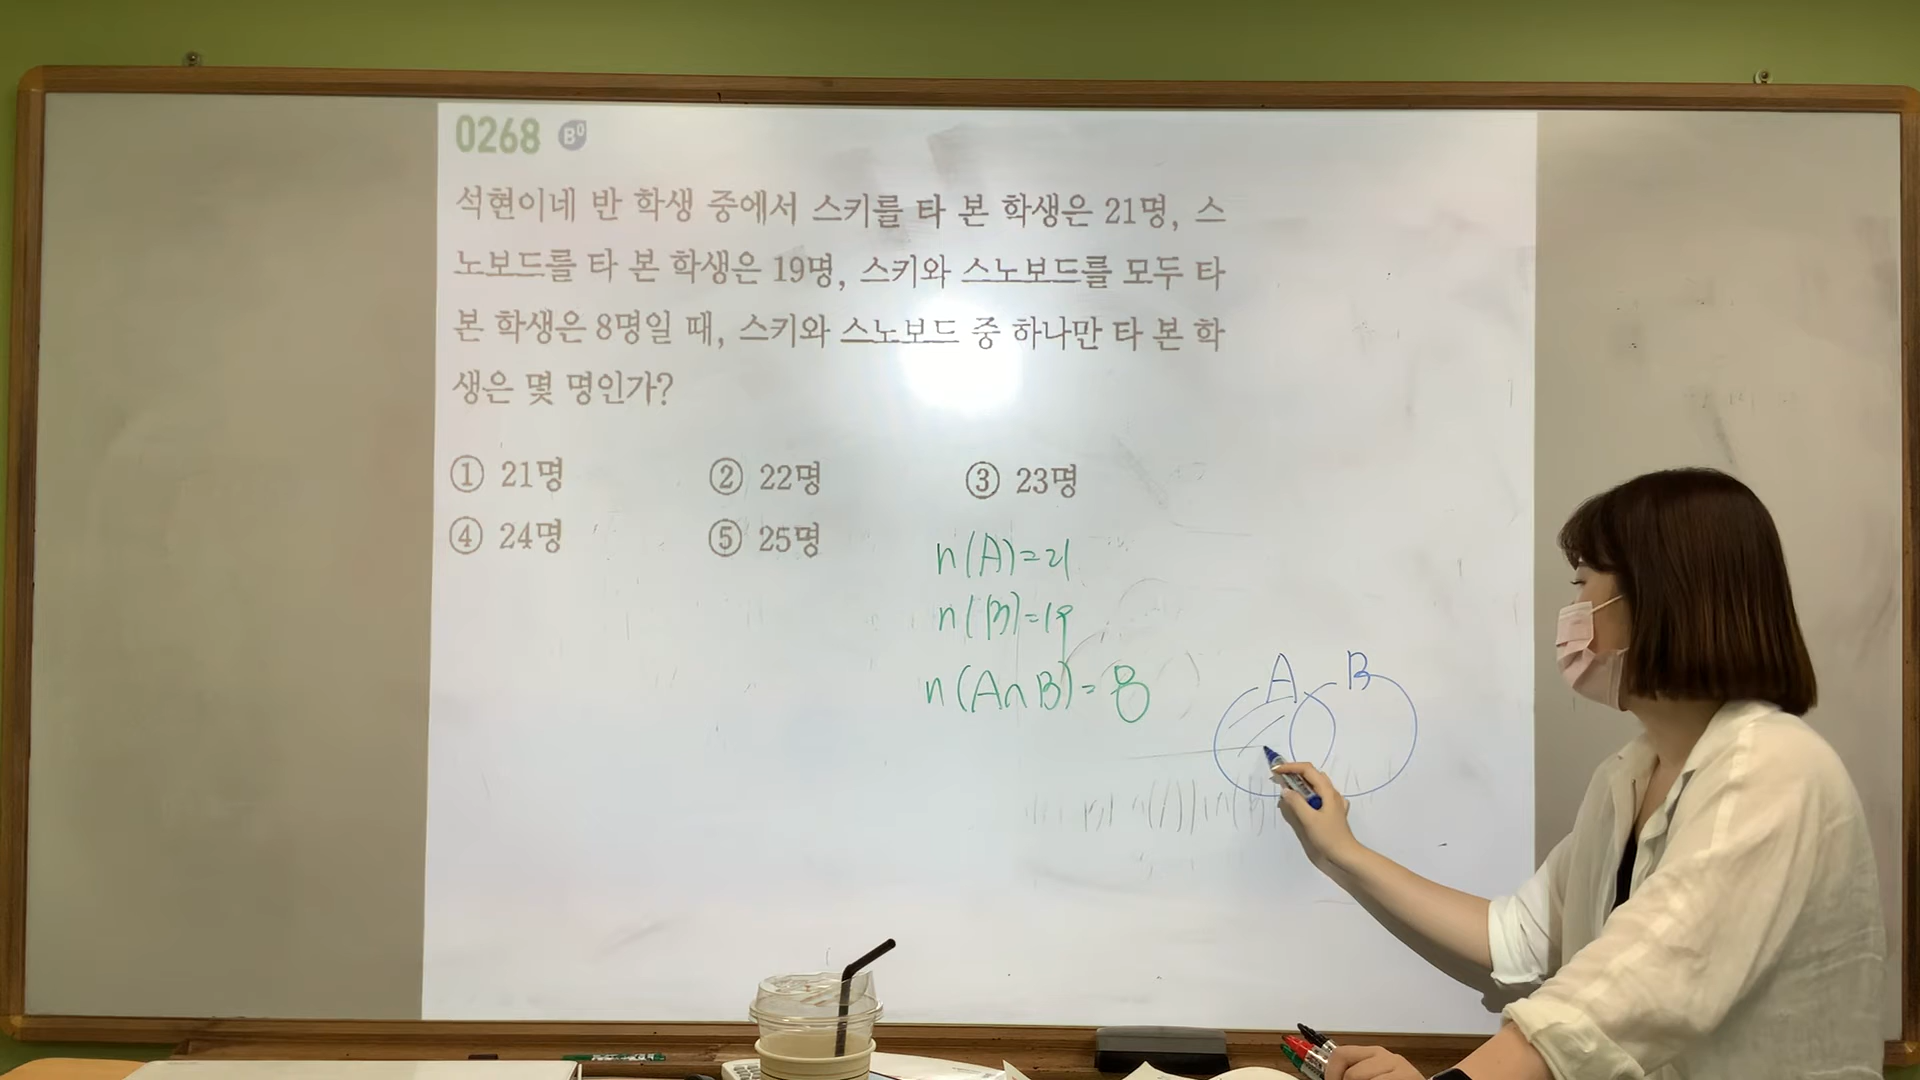 0268 B0
석현이네 반 학생 중에서 스키를 타 본 학생은 21명, 스
노보드를 타 본 학생은 19명, 스키와 스노보드를 모두 타
본 학생은 8명일 때, 스키와 스노보드 중 하나만 타 본 학
생은 몇 명인가?
① 21명 ② 22명 ③ 23명
④ 24명 ⑤ 25명
n(A)=21
n(B)=19
n(A∩B)=8
A B